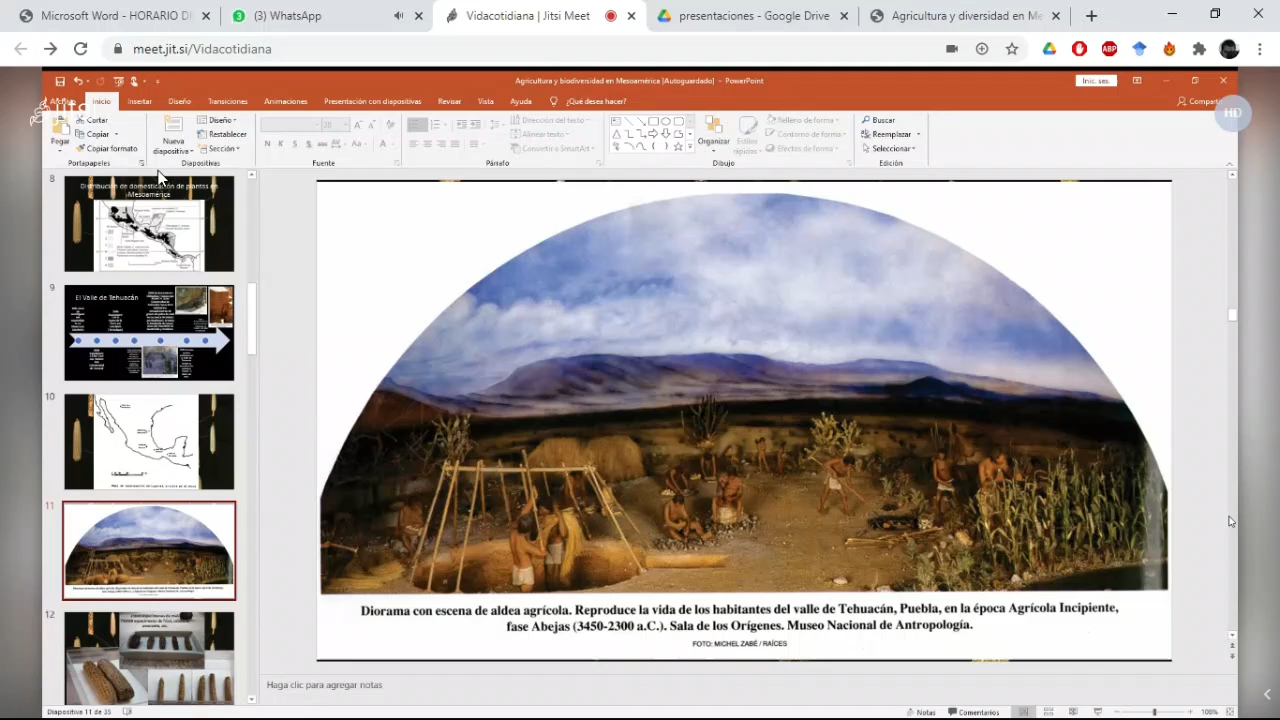 Microsoft Word - HORARIO DI
(3) WhatsApp
Vidacotidiana | Jitsi Meet
presentaciones - Google Drive
Agricultura y diversidad en Me
meet.jit.si/Vidacotidiana
Agricultura y biodiversidad en Mesoamérica [Autoguardado] - PowerPoint
Inic. ses.
Inicio
Insertar
Diseño
Transiciones
Animaciones
Presentación con diapositivas
Revisar
Vista
Ayuda
¿Qué desea hacer?
Pegar
Cortar
Copiar
Copiar formato
Portapapeles
Nueva
diapositiva
Diseño
Restablecer
Sección
Diapositivas
Fuente
Dirección del texto
Alinear texto
Convertir a SmartArt
Párrafo
Organizar
Estilos
rápidos
Relleno de forma
Contorno de forma
Efectos de forma
Dibujo
Buscar
Reemplazar
Seleccionar
Edición
8
Distribución de domesticación de plantas en
Mesoamérica
9
El Valle de Tehuacán
10
11
12
Diorama con escena de aldea agrícola. Reproduce la vida de los habitantes del valle de Tehuacán, Puebla, en la época Agrícola Incipiente,
fase Abejas (3450-2300 a.C.). Sala de los Orígenes. Museo Nacional de Antropología.
FOTO: MICHEL ZABÉ / RAÍCES
Haga clic para agregar notas
Diapositiva 11 de 35
Notas
Comentarios
100%